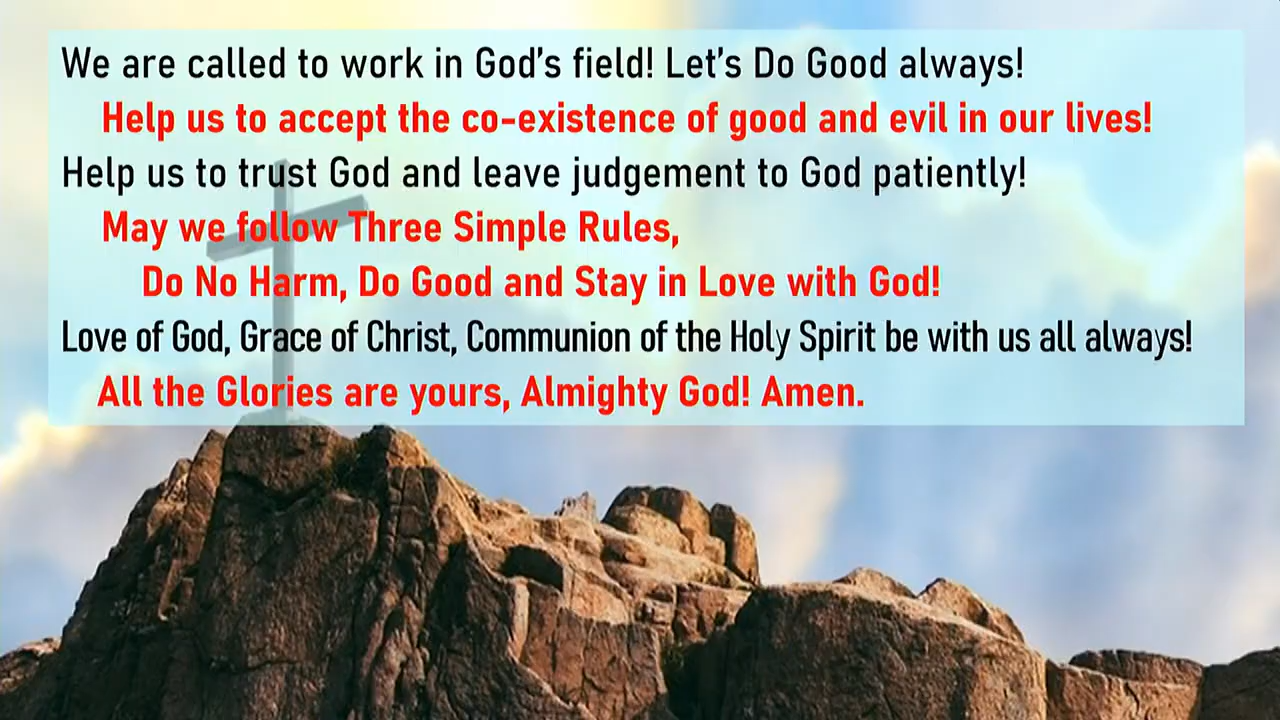 We are called to work in God’s field! Let’s Do Good always!
Help us to accept the co-existence of good and evil in our lives!
Help us to trust God and leave judgement to God patiently!
May we follow Three Simple Rules,
Do No Harm, Do Good and Stay in Love with God!
Love of God, Grace of Christ, Communion of the Holy Spirit be with us all always!
All the Glories are yours, Almighty God! Amen.